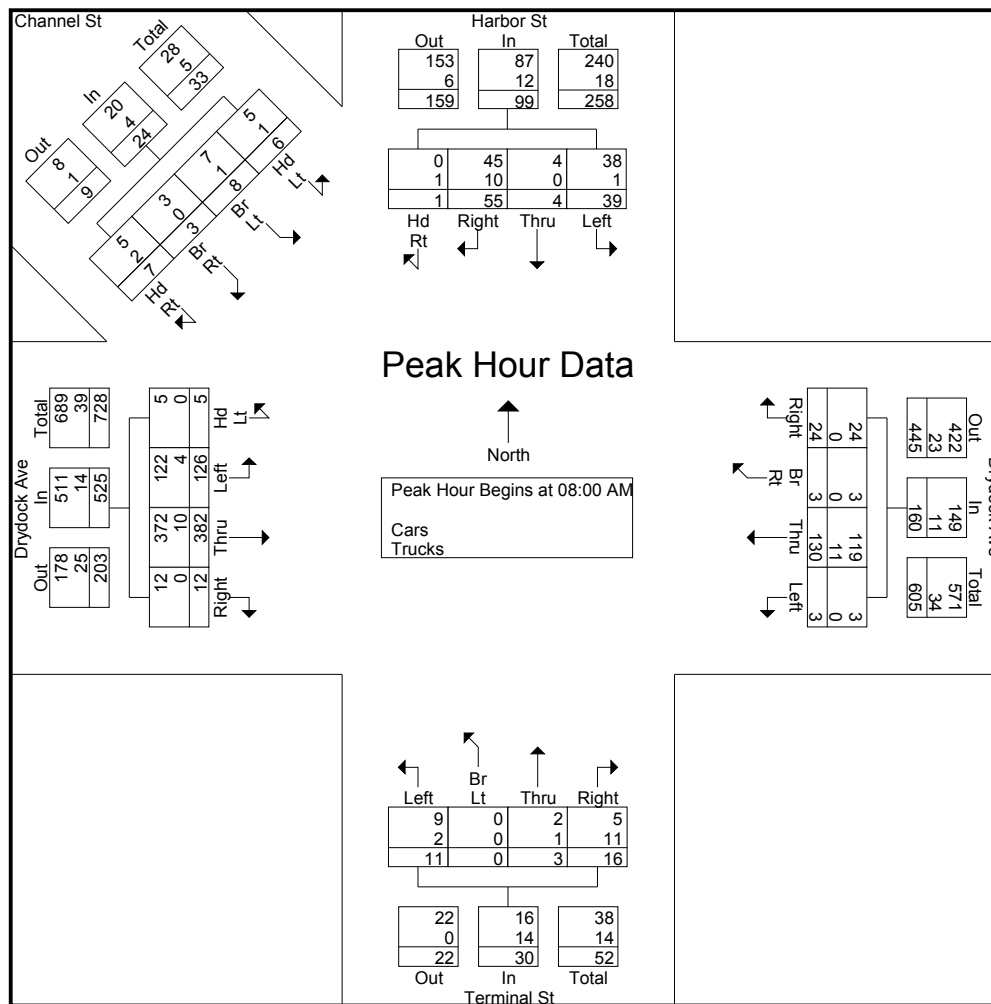 Channel St
Total
28
5
33
In
20
4
24
Out
8
1
9
5
1
6
7
1
8
3
0
3
5
2
7
Hd
Lt
Br
Lt
Br
Rt
Hd
Rt
Harbor St
Out In Total
153 87 240
6 12 18
159 99 258
0 45 4 38
1 10 0 1
1 55 4 39
Hd Right Thru Left
Rt
Peak Hour Data
North
Peak Hour Begins at 08:00 AM
Cars
Trucks
Drydock Ave
Total
689
39
728
In
511
14
525
Out
178
25
203
5 0 5
122 4 126
372 10 382
12 0 12
Hd
Lt
Left
Thru
Right
Right
Br
Rt
Thru
Left
24 0 24
3 0 3
119 11 130
3 0 3
Out
422
23
445
In
149
11
160
Total
571
34
605
Left Br Thru Right
Lt
9 0 2 5
2 0 1 11
11 0 3 16
22 16 38
0 14 14
22 30 52
Out In Total
Terminal St